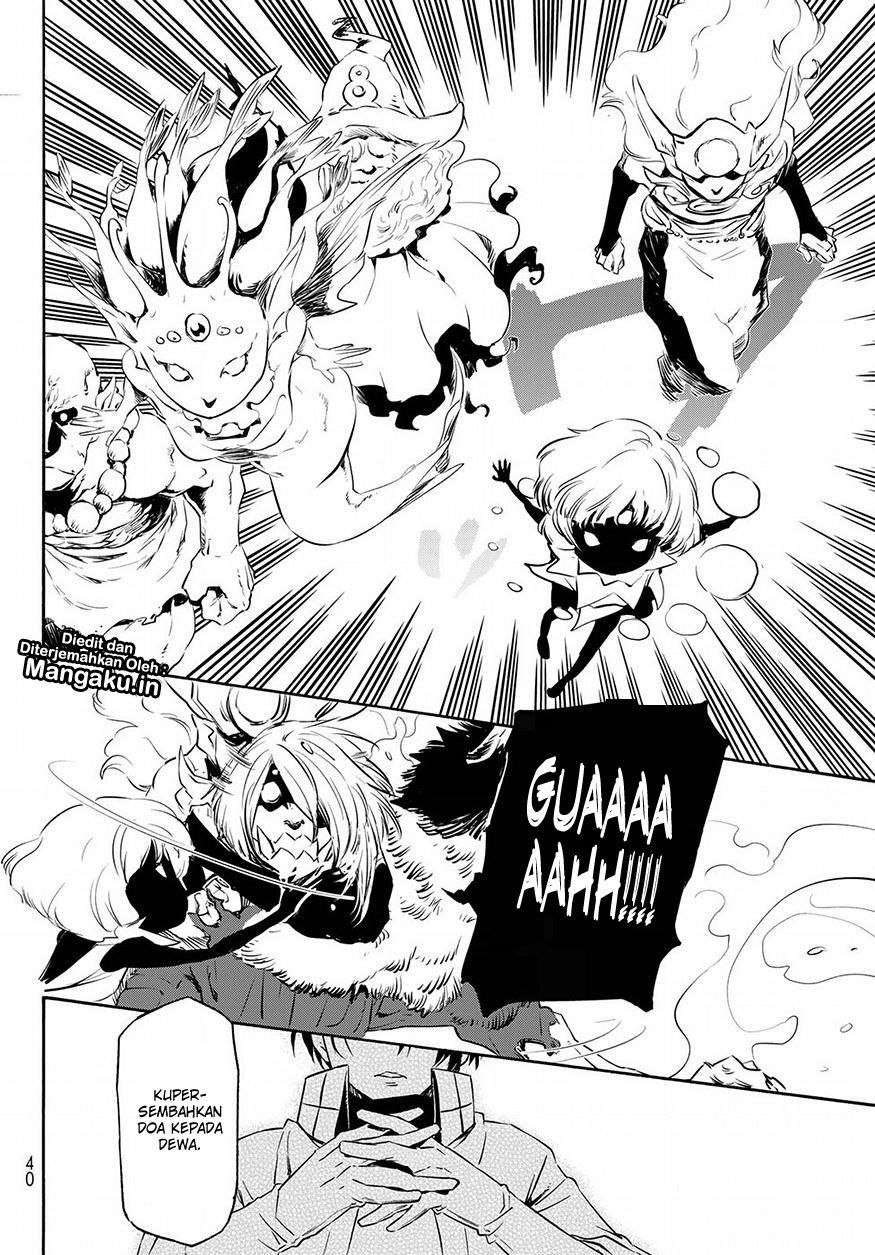 Diedit dan
Diterjemahkan Oleh :
Mangaku.in
GUAAAA
AAHH!!!!!
KUPER-
SEMBAHKAN
DOA KEPADA
DEWA.
40